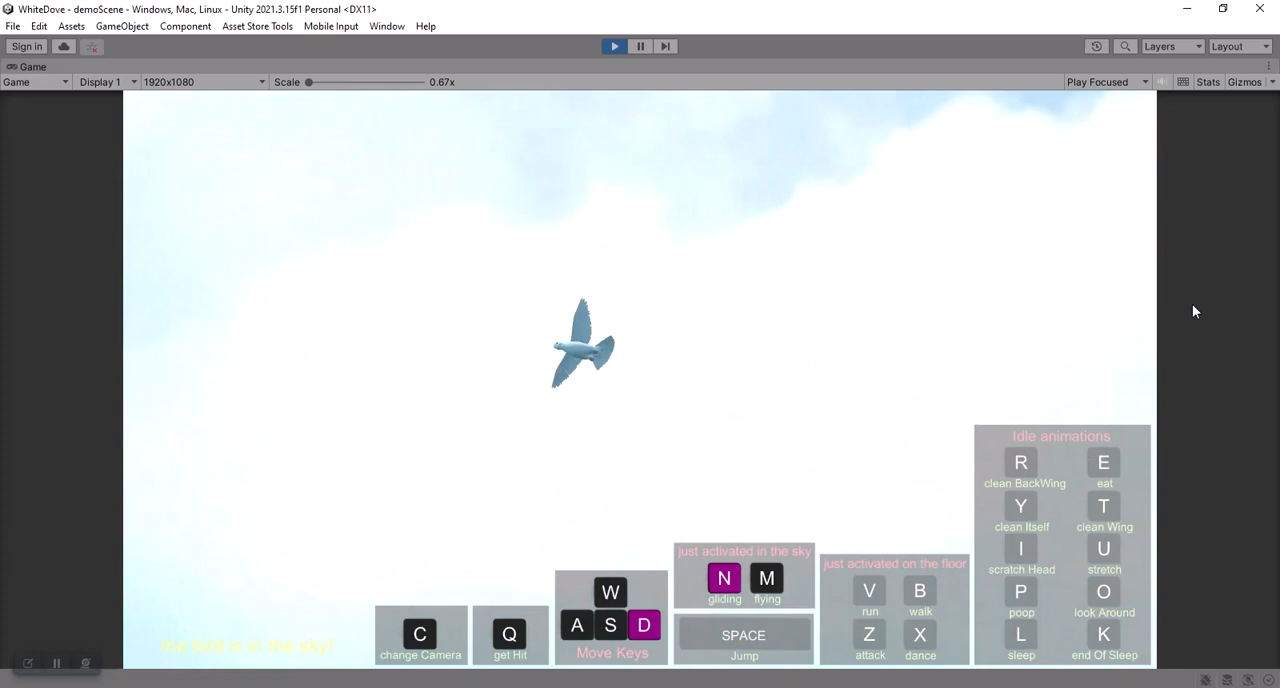 WhiteDove - demoScene - Windows, Mac, Linux - Unity 2021.3.15f1 Personal <DX11>
File Edit Assets GameObject Component Asset Store Tools Mobile Input Window Help
Sign in Layers Layout
Game
Game Display 1 1920x1080 Scale 0.67x Play Focused Stats Gizmos
Idle animations
R E
clean BackWing eat
Y T
clean Itself clean Wing
I U
scratch Head stretch
P O
poop look Around
L K
sleep end Of Sleep
just activated in the sky
N M
gliding flying
SPACE
Jump
just activated on the floor
V B
run walk
Z X
attack dance
W
A S D
Move Keys
Q
get Hit
C
change Camera
the bird is in the sky!